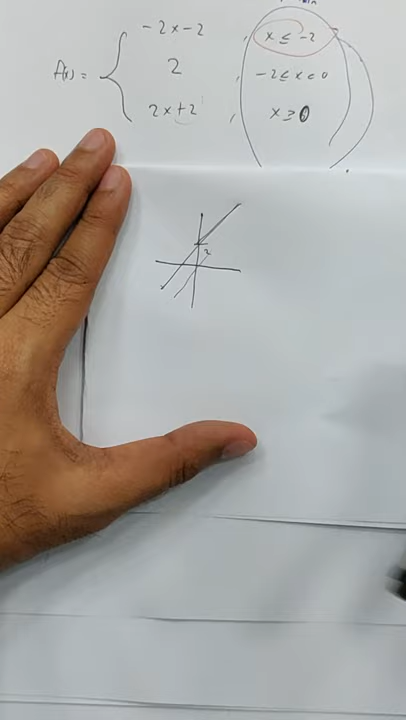 f(x) = { -2x-2 , x ≤ -2
2 , -2 ≤ x < 0
2x+2 , x ≥ 0
2